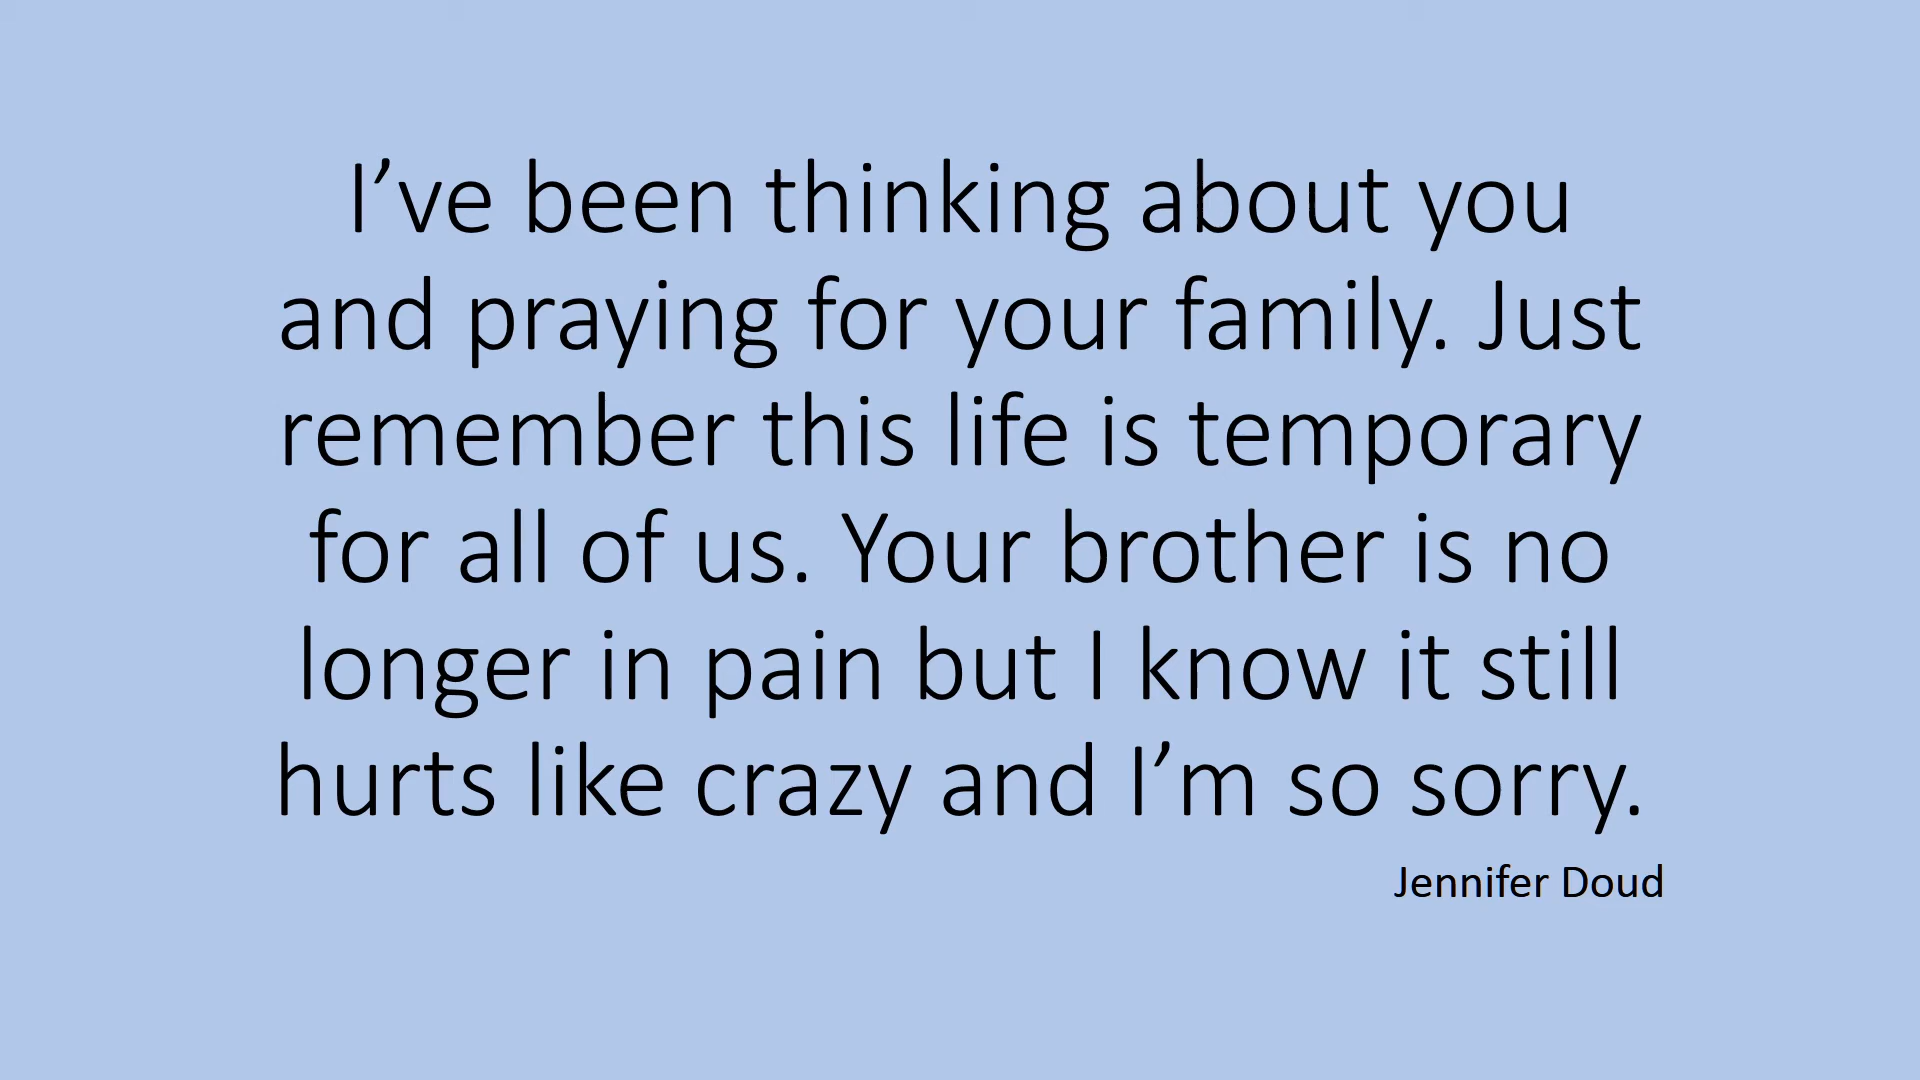 I’ve been thinking about you
and praying for your family. Just
remember this life is temporary
for all of us. Your brother is no
longer in pain but I know it still
hurts like crazy and I’m so sorry.
Jennifer Doud